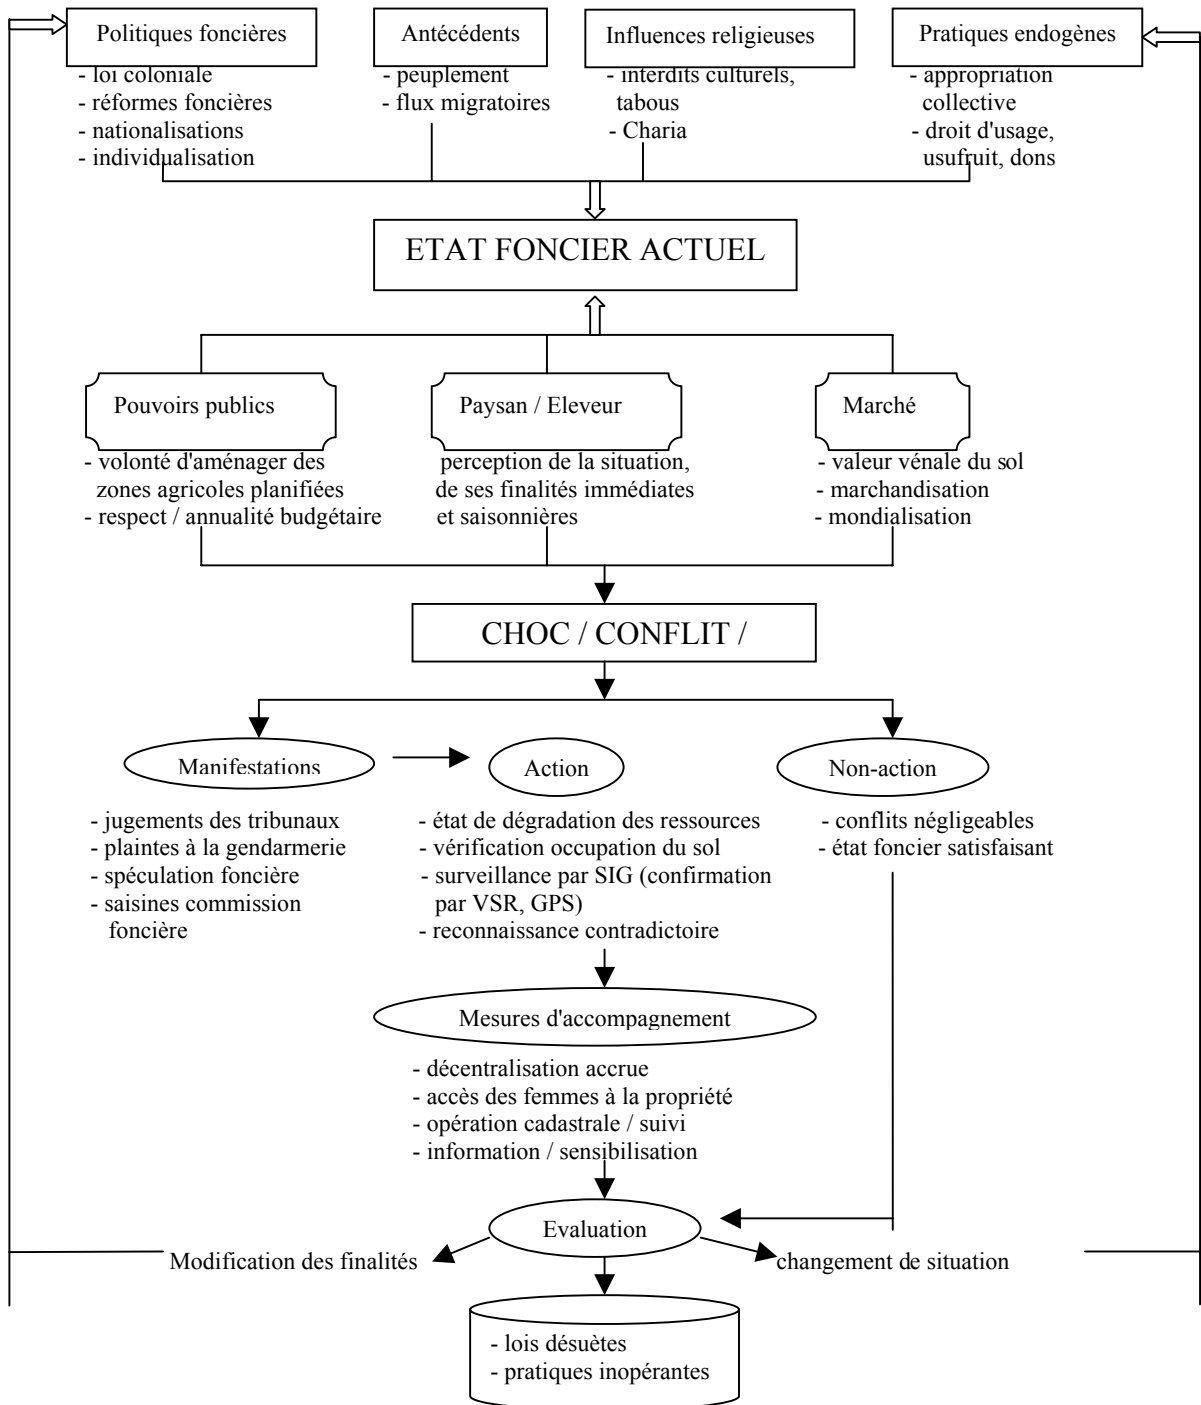 Politiques foncières
- loi coloniale
- réformes foncières
- nationalisations
- individualisation
Antécédents
- peuplement
- flux migratoires
Influences religieuses
- interdits culturels,
tabous
- Charia
Pratiques endogènes
- appropriation
collective
- droit d'usage,
usufruit, dons
ETAT FONCIER ACTUEL
Pouvoirs publics
- volonté d'aménager des
zones agricoles planifiées
- respect / annualité budgétaire
Paysan / Eleveur
perception de la situation,
de ses finalités immédiates
et saisonnières
Marché
- valeur vénale du sol
- marchandisation
- mondialisation
CHOC / CONFLIT /
Manifestations
- jugements des tribunaux
- plaintes à la gendarmerie
- spéculation foncière
- saisines commission
foncière
Action
- état de dégradation des ressources
- vérification occupation du sol
- surveillance par SIG (confirmation
par VSR, GPS)
- reconnaissance contradictoire
Non-action
- conflits négligeables
- état foncier satisfaisant
Mesures d'accompagnement
- décentralisation accrue
- accès des femmes à la propriété
- opération cadastrale / suivi
- information / sensibilisation
Evaluation
Modification des finalités
changement de situation
- lois désuètes
- pratiques inopérantes